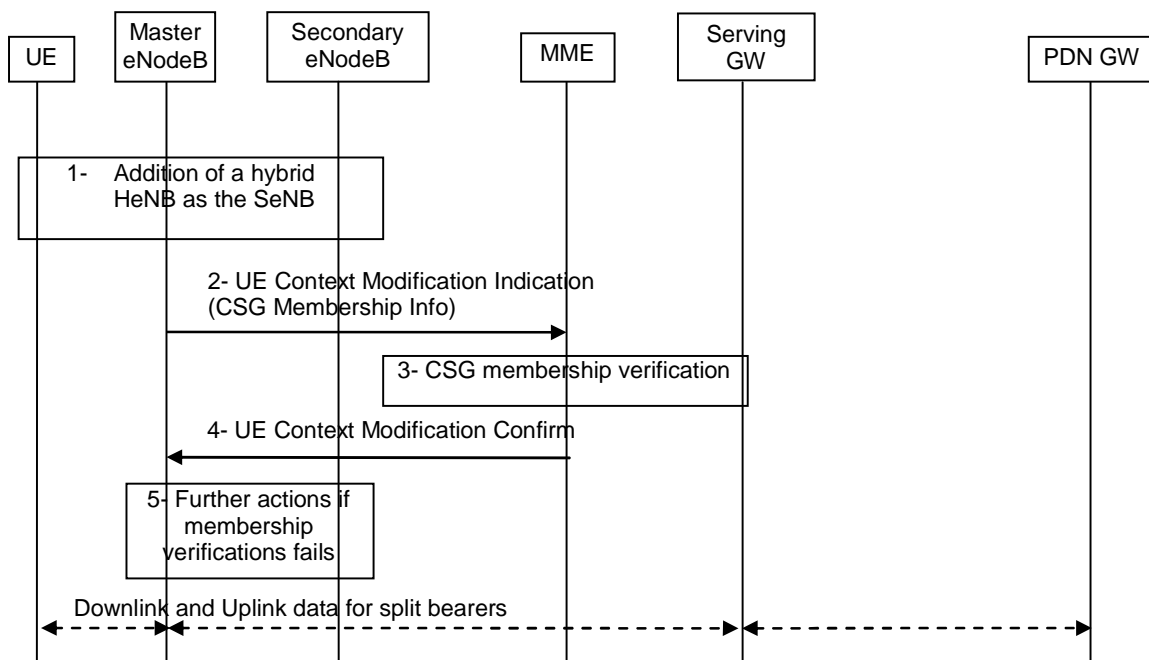 UE
Master
eNodeB
Secondary
eNodeB
MME
Serving
GW
PDN GW
1- Addition of a hybrid
HeNB as the SeNB
2- UE Context Modification Indication
(CSG Membership Info)
3- CSG membership verification
4- UE Context Modification Confirm
5- Further actions if
membership
verifications fails
Downlink and Uplink data for split bearers